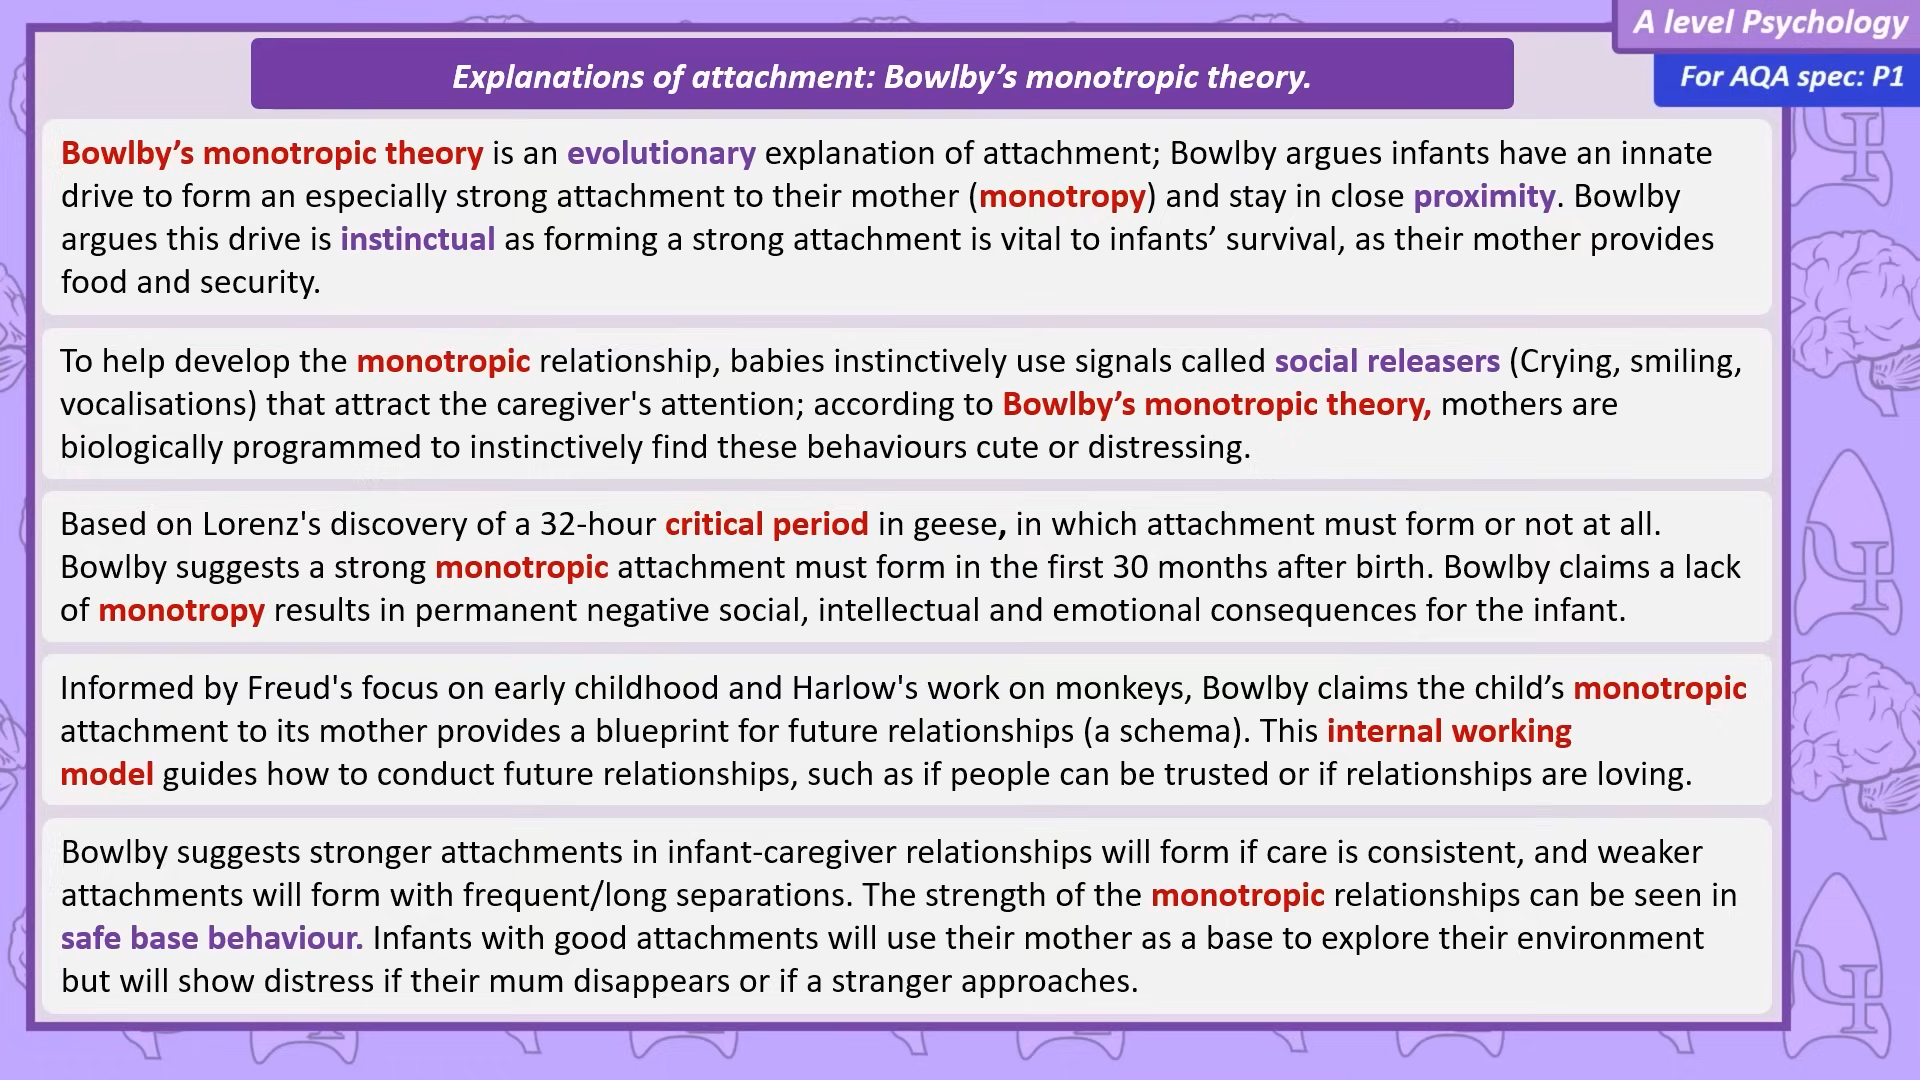 A level Psychology
For AQA spec: P1
Explanations of attachment: Bowlby’s monotropic theory.
Bowlby’s monotropic theory is an evolutionary explanation of attachment; Bowlby argues infants have an innate
drive to form an especially strong attachment to their mother (monotropy) and stay in close proximity. Bowlby
argues this drive is instinctual as forming a strong attachment is vital to infants’ survival, as their mother provides
food and security.
To help develop the monotropic relationship, babies instinctively use signals called social releasers (Crying, smiling,
vocalisations) that attract the caregiver's attention; according to Bowlby’s monotropic theory, mothers are
biologically programmed to instinctively find these behaviours cute or distressing.
Based on Lorenz's discovery of a 32-hour critical period in geese, in which attachment must form or not at all.
Bowlby suggests a strong monotropic attachment must form in the first 30 months after birth. Bowlby claims a lack
of monotropy results in permanent negative social, intellectual and emotional consequences for the infant.
Informed by Freud's focus on early childhood and Harlow's work on monkeys, Bowlby claims the child’s monotropic
attachment to its mother provides a blueprint for future relationships (a schema). This internal working
model guides how to conduct future relationships, such as if people can be trusted or if relationships are loving.
Bowlby suggests stronger attachments in infant-caregiver relationships will form if care is consistent, and weaker
attachments will form with frequent/long separations. The strength of the monotropic relationships can be seen in
safe base behaviour. Infants with good attachments will use their mother as a base to explore their environment
but will show distress if their mum disappears or if a stranger approaches.